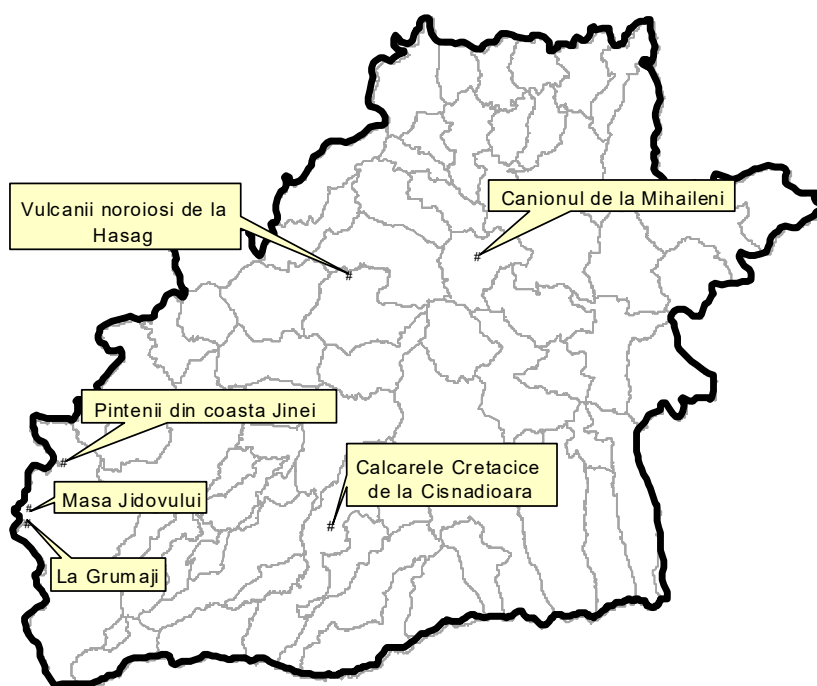 Vulcanii noroiosi de la
Hasag
Canionul de la Mihaileni
#
#
Pintenii din coasta Jinei
#
Calcarele Cretacice
de la Cisnadioara
Masa Jidovului
#
#
#
La Grumaji